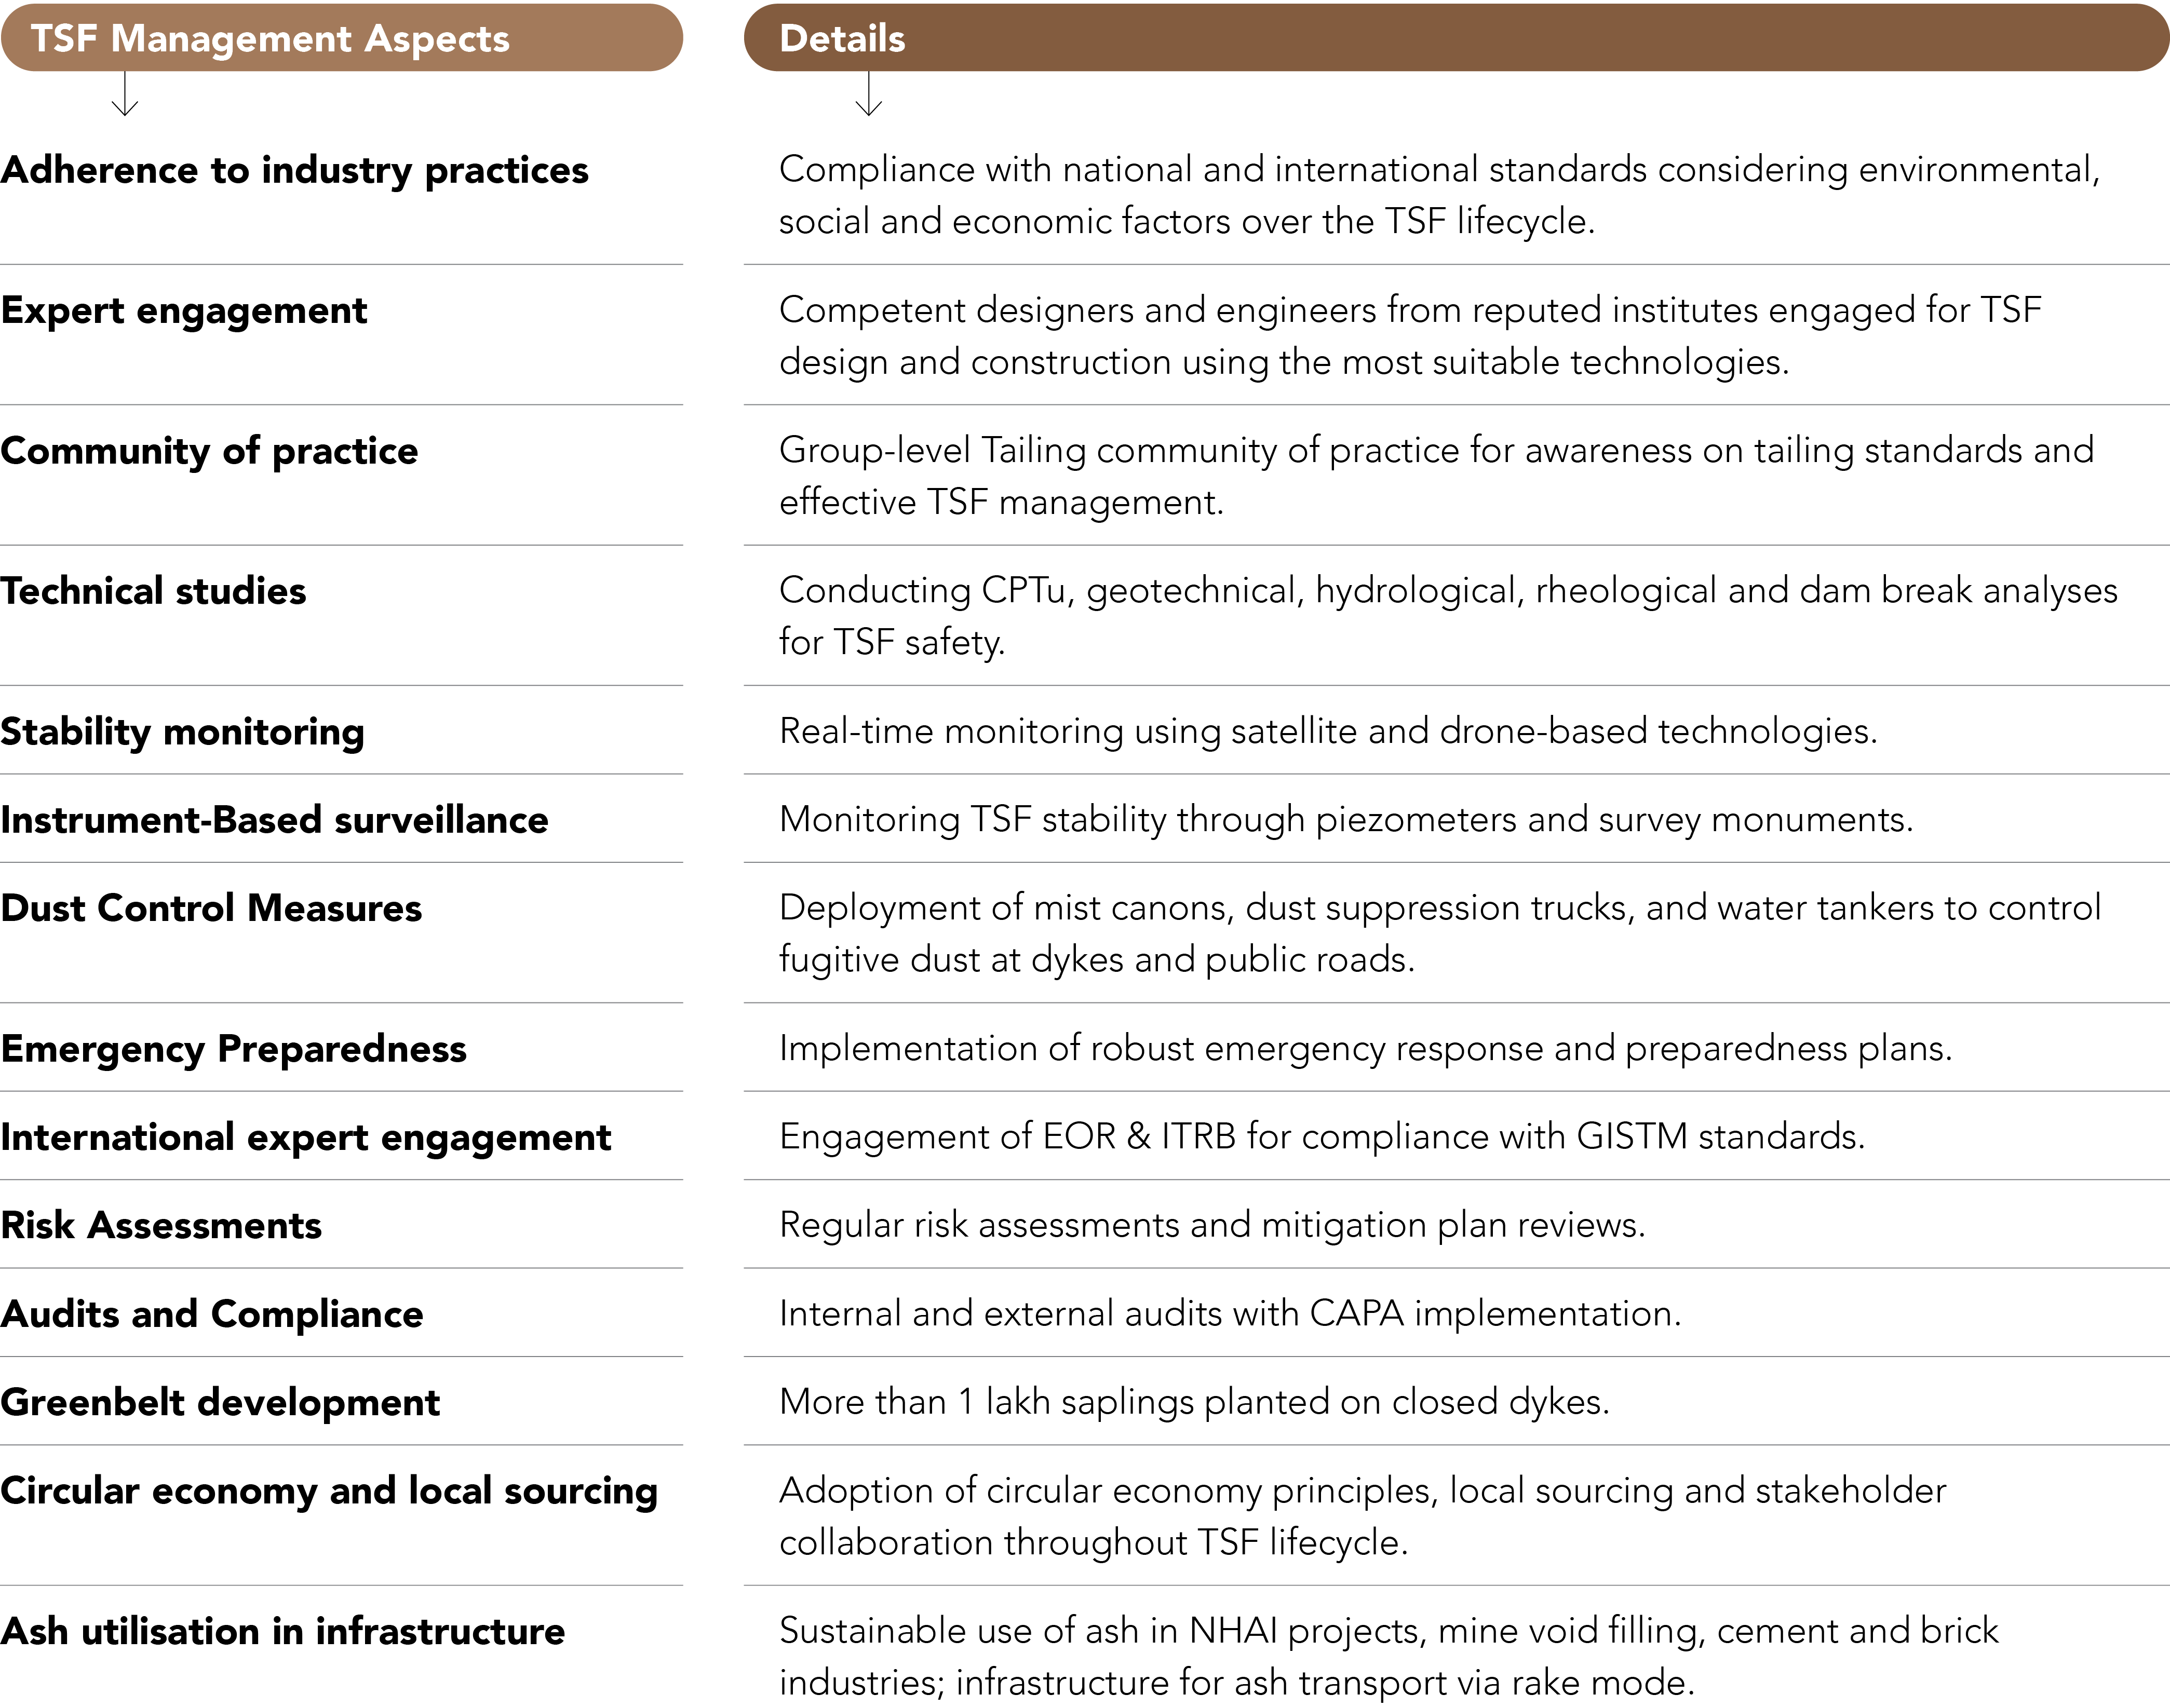 TSF Management Aspects
Details
Adherence to industry practices
Compliance with national and international standards considering environmental,
social and economic factors over the TSF lifecycle.
Expert engagement
Competent designers and engineers from reputed institutes engaged for TSF
design and construction using the most suitable technologies.
Community of practice
Group-level Tailing community of practice for awareness on tailing standards and
effective TSF management.
Technical studies
Conducting CPTu, geotechnical, hydrological, rheological and dam break analyses
for TSF safety.
Stability monitoring
Real-time monitoring using satellite and drone-based technologies.
Instrument-Based surveillance
Monitoring TSF stability through piezometers and survey monuments.
Dust Control Measures
Deployment of mist canons, dust suppression trucks, and water tankers to control
fugitive dust at dykes and public roads.
Emergency Preparedness
Implementation of robust emergency response and preparedness plans.
International expert engagement
Engagement of EOR & ITRB for compliance with GISTM standards.
Risk Assessments
Regular risk assessments and mitigation plan reviews.
Audits and Compliance
Internal and external audits with CAPA implementation.
Greenbelt development
More than 1 lakh saplings planted on closed dykes.
Circular economy and local sourcing
Adoption of circular economy principles, local sourcing and stakeholder
collaboration throughout TSF lifecycle.
Ash utilisation in infrastructure
Sustainable use of ash in NHAI projects, mine void filling, cement and brick
industries; infrastructure for ash transport via rake mode.